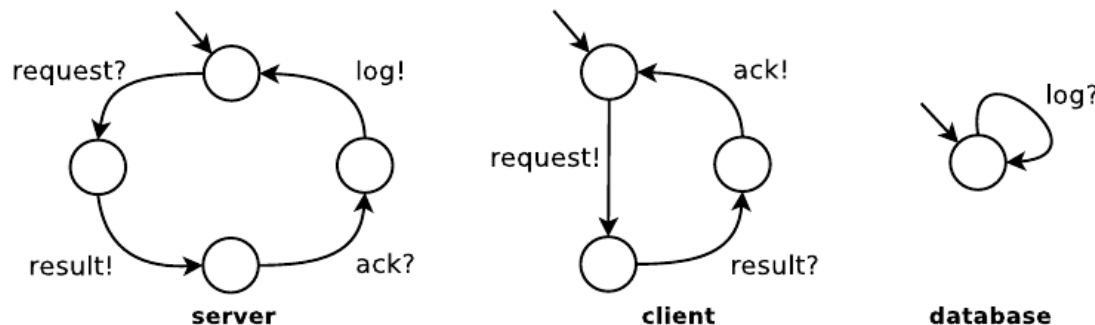 request?
log!
result!
ack?
server
request!
ack!
result?
client
log?
database